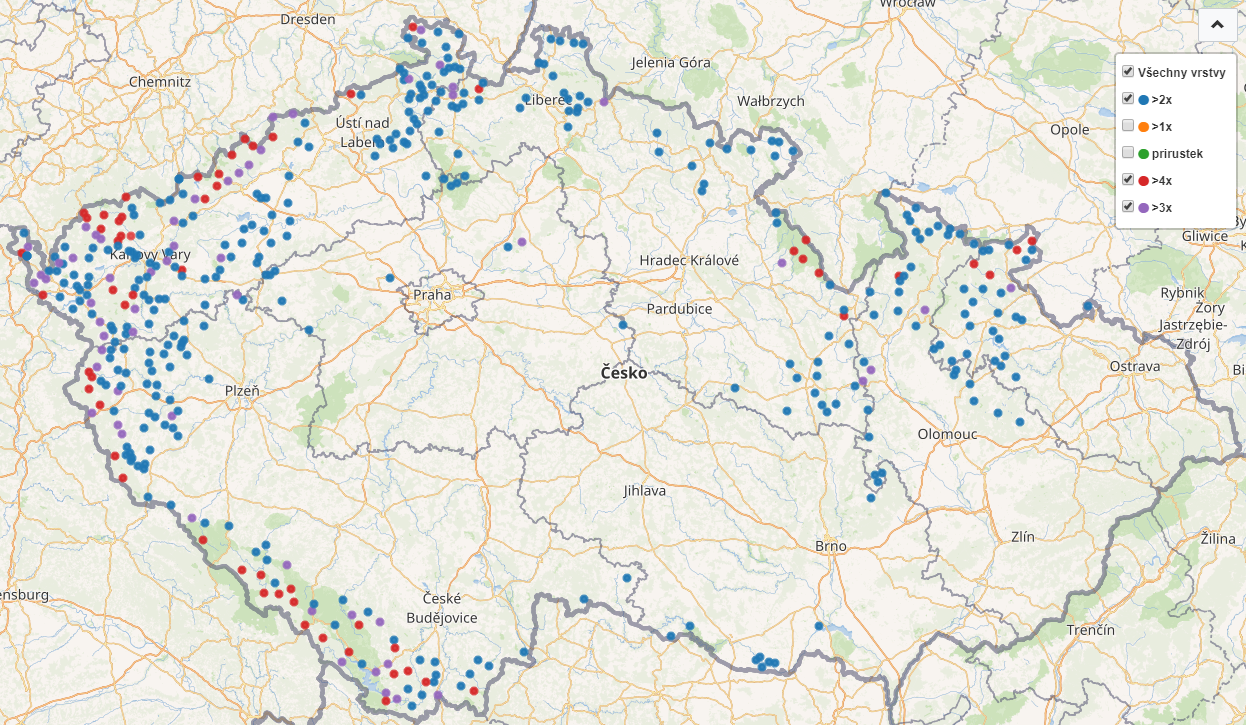 Wrocław
Dresden
Jelenia Góra
Všechny vrstvy
Chemnitz
>2x
Liberec
Wałbrzych
>1x
Ústí nad
Labem
Opole
prirustek
>4x
>3x
Gliwice
Karlovy Vary
Hradec Králové
Praha
Rybnik
Żory
Pardubice
Jastrzębie-
Zdrój
Ostrava
Bi
Česko
Plzeň
Olomouc
Jihlava
Zlín
Žilina
Brno
ensburg
České
Budějovice
Trenčín